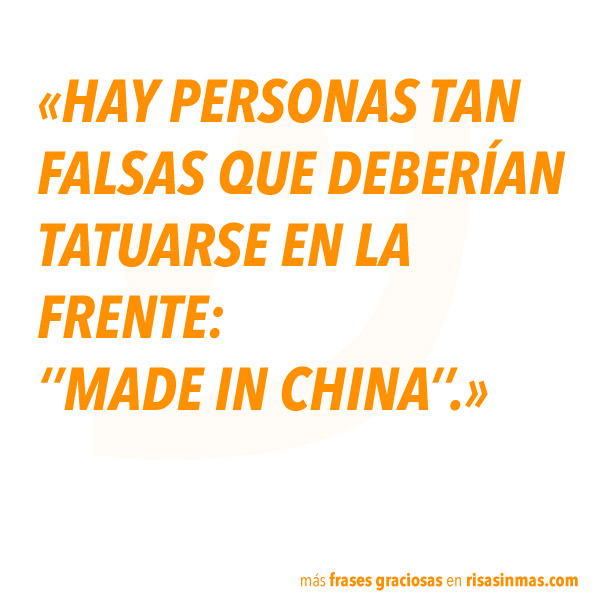 «HAY PERSONAS TAN
FALSAS QUE DEBERÍAN
TATUARSE EN LA
FRENTE:
‘‘MADE IN CHINA’’.»
más frases graciosas en risasinmas.com